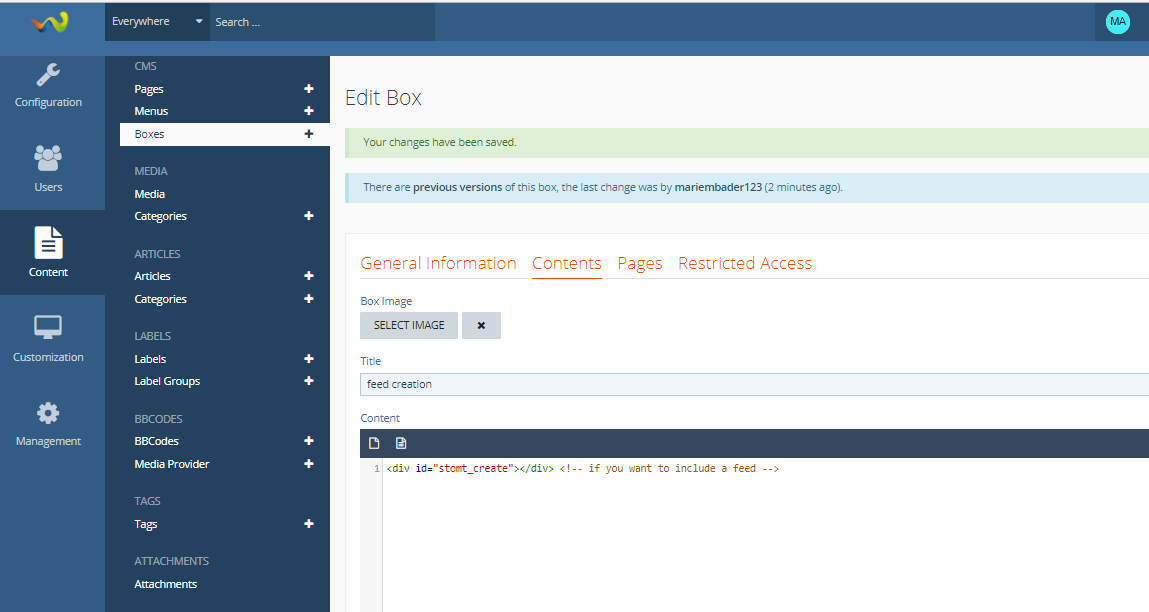 Everywhere
Search ...
MA
Configuration
Users
Content
Customization
Management
CMS
Pages
Menus
Boxes
MEDIA
Media
Categories
ARTICLES
Articles
Categories
LABELS
Labels
Label Groups
BBCODES
BBCodes
Media Provider
TAGS
Tags
ATTACHMENTS
Attachments
Edit Box
Your changes have been saved.
There are previous versions of this box, the last change was by mariembader123 (2 minutes ago).
General Information Contents Pages Restricted Access
Box Image
SELECT IMAGE
Title
feed creation
Content
1 <div id="stomt_create"></div> <!-- if you want to include a feed -->